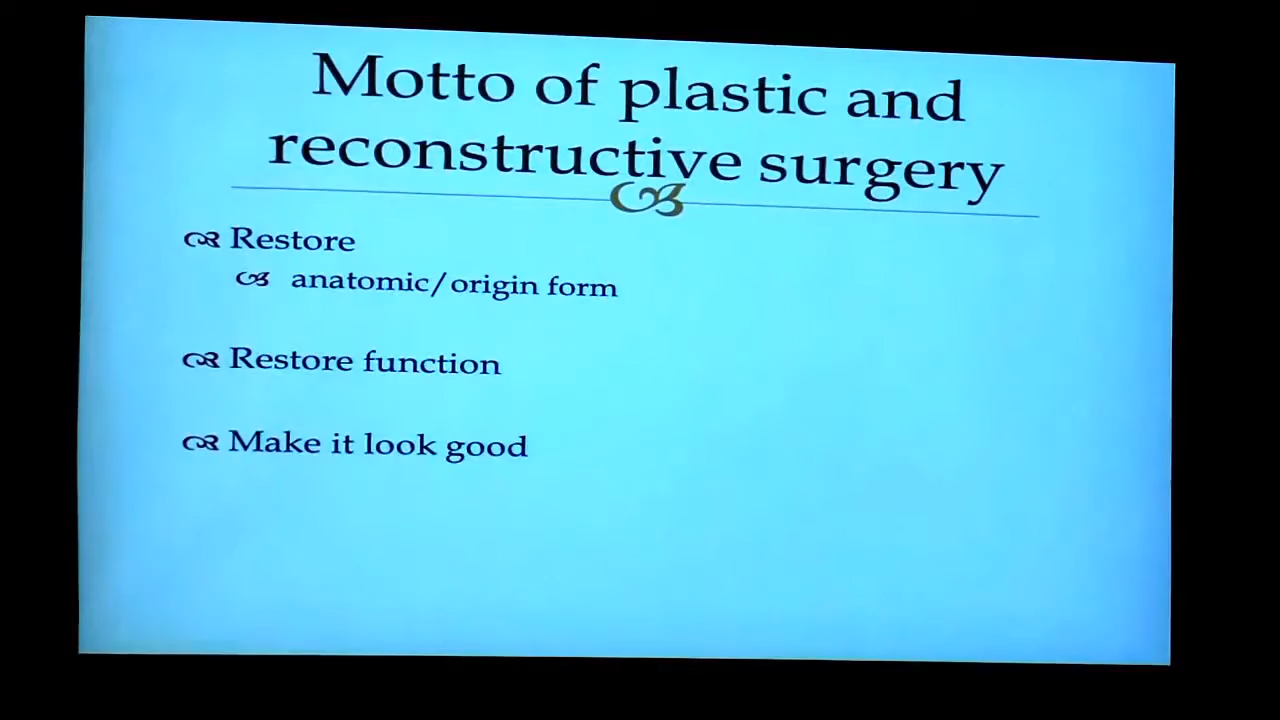 Motto of plastic and
reconstructive surgery
Restore
anatomic/origin form
Restore function
Make it look good